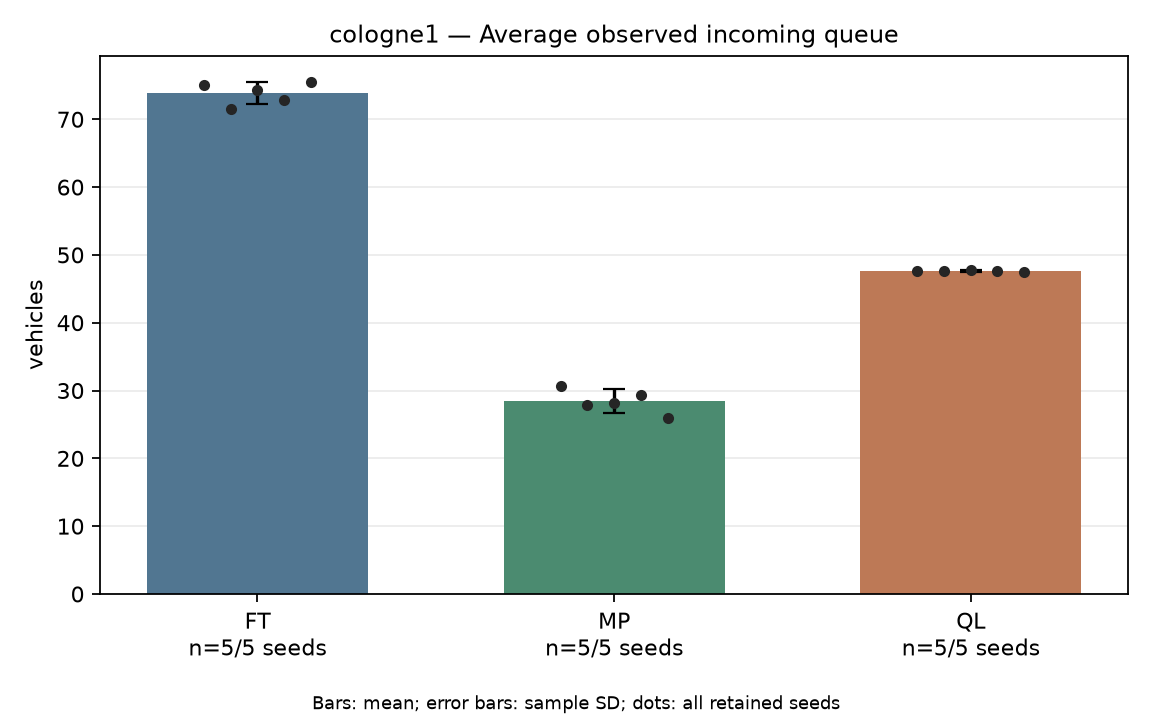 cologne1 — Average observed incoming queue
vehicles
70
60
50
40
30
20
10
0
FT
n=5/5 seeds
MP
n=5/5 seeds
QL
n=5/5 seeds
Bars: mean; error bars: sample SD; dots: all retained seeds